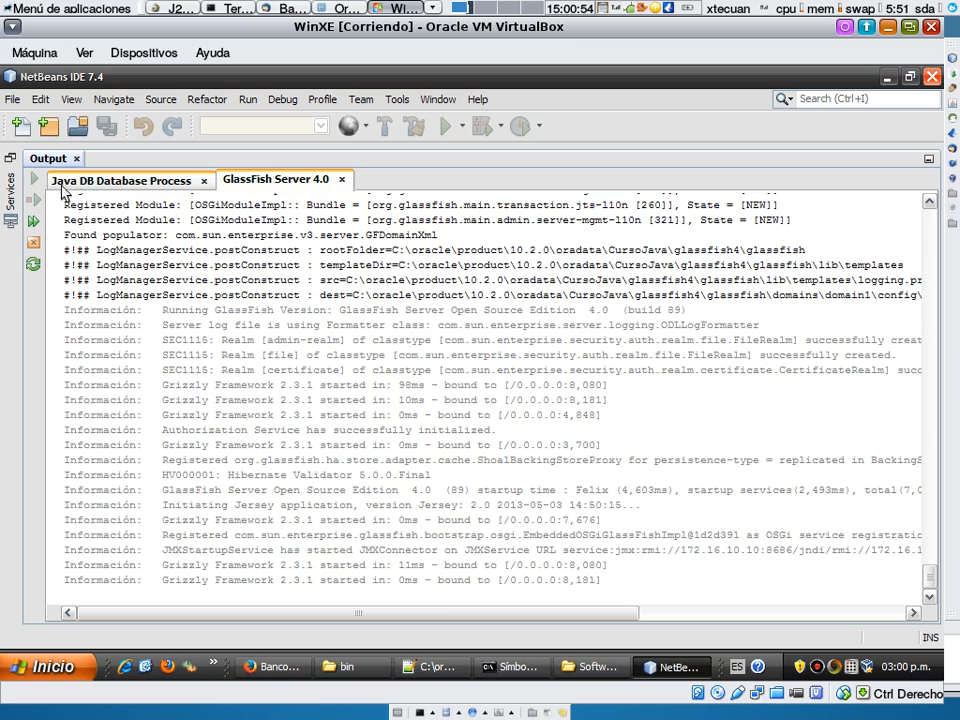 Menú de aplicaciones J2... Ter... Ba... Or... Wi... 15:00:54 xtecuan cpu mem swap 5:51 sda
WinXE [Corriendo] - Oracle VM VirtualBox
Máquina Ver Dispositivos Ayuda
NetBeans IDE 7.4
File Edit View Navigate Source Refactor Run Debug Profile Team Tools Window Help Search (Ctrl+I)
Output
Services
Java DB Database Process GlassFish Server 4.0
Registered Module: [OSGiModuleImpl:: Bundle = [org.glassfish.main.transaction.jts-l10n [260]], State = [NEW]]
Registered Module: [OSGiModuleImpl:: Bundle = [org.glassfish.main.admin.server-mgmt-l10n [321]], State = [NEW]]
Found populator: com.sun.enterprise.v3.server.GFDomainXml
#!## LogManagerService.postConstruct : rootFolder=C:\oracle\product\10.2.0\oradata\CursoJava\glassfish4\glassfish
#!## LogManagerService.postConstruct : templateDir=C:\oracle\product\10.2.0\oradata\CursoJava\glassfish4\glassfish\lib\templates
#!## LogManagerService.postConstruct : src=C:\oracle\product\10.2.0\oradata\CursoJava\glassfish4\glassfish\lib\templates\logging.pr
#!## LogManagerService.postConstruct : dest=C:\oracle\product\10.2.0\oradata\CursoJava\glassfish4\glassfish\domains\domain1\config\
Información: Running GlassFish Version: GlassFish Server Open Source Edition 4.0 (build 89)
Información: Server log file is using Formatter class: com.sun.enterprise.server.logging.ODLLogFormatter
Información: SEC1115: Realm [admin-realm] of classtype [com.sun.enterprise.security.auth.realm.file.FileRealm] successfully creat
Información: SEC1115: Realm [file] of classtype [com.sun.enterprise.security.auth.realm.file.FileRealm] successfully created.
Información: SEC1115: Realm [certificate] of classtype [com.sun.enterprise.security.auth.realm.certificate.CertificateRealm] succ
Información: Grizzly Framework 2.3.1 started in: 98ms - bound to [/0.0.0.0:8,080]
Información: Grizzly Framework 2.3.1 started in: 10ms - bound to [/0.0.0.0:8,181]
Información: Grizzly Framework 2.3.1 started in: 0ms - bound to [/0.0.0.0:4,848]
Información: Authorization Service has successfully initialized.
Información: Grizzly Framework 2.3.1 started in: 0ms - bound to [/0.0.0.0:3,700]
Información: Registered org.glassfish.ha.store.adapter.cache.ShoalBackingStoreProxy for persistence-type = replicated in BackingS
Información: HV000001: Hibernate Validator 5.0.0.Final
Información: GlassFish Server Open Source Edition 4.0 (89) startup time : Felix (4,603ms), startup services(2,493ms), total(7,0
Información: Initiating Jersey application, version Jersey: 2.0 2013-05-03 14:50:15...
Información: Grizzly Framework 2.3.1 started in: 0ms - bound to [/0.0.0.0:7,676]
Información: Registered com.sun.enterprise.glassfish.bootstrap.osgi.EmbeddedOSGiGlassFishImpl@1d2d391 as OSGi service registratio
Información: JMXStartupService has started JMXConnector on JMXService URL service:jmx:rmi://172.16.10.10:8686/jndi/rmi://172.16.1
Información: Grizzly Framework 2.3.1 started in: 11ms - bound to [/0.0.0.0:8,080]
Información: Grizzly Framework 2.3.1 started in: 0ms - bound to [/0.0.0.0:8,181]
INS
Inicio Banco... bin C:\or... Símbo... Softw... NetBe... ES 03:00 p.m.
Ctrl Derecho